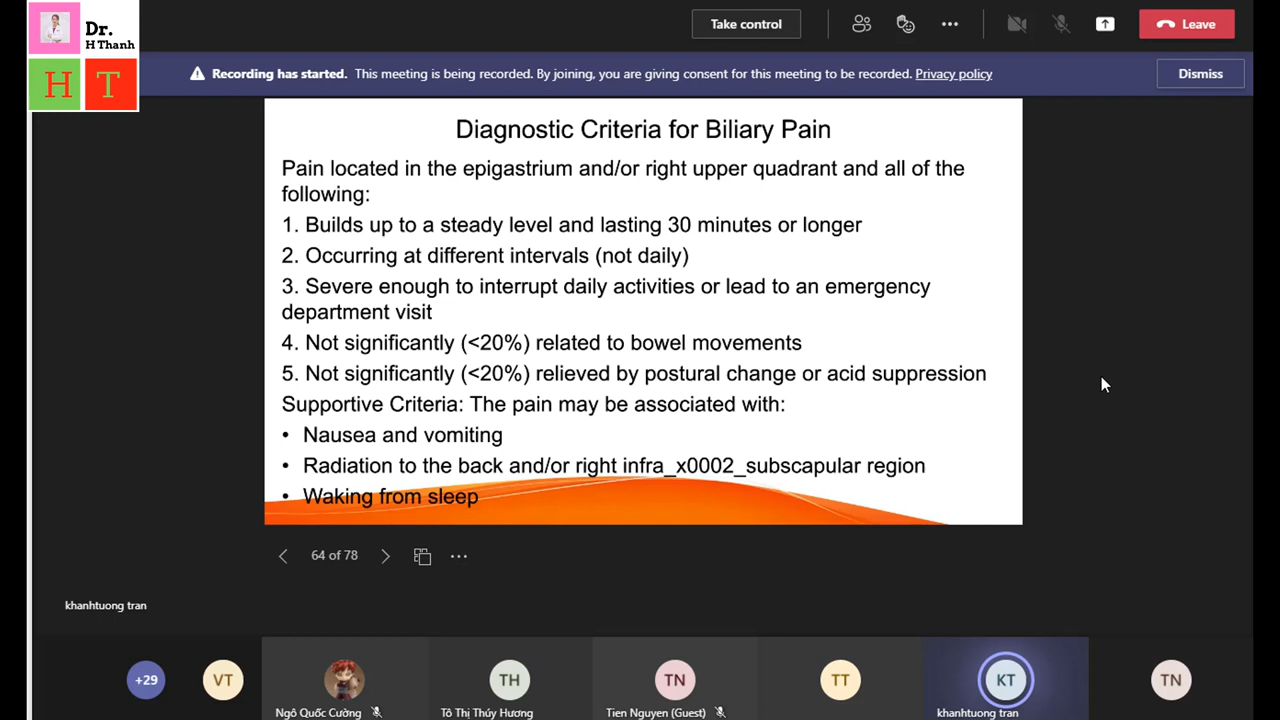 Dr.
H Thanh
H T
Take control
Leave
Recording has started. This meeting is being recorded. By joining, you are giving consent for this meeting to be recorded. Privacy policy
Dismiss
Diagnostic Criteria for Biliary Pain
Pain located in the epigastrium and/or right upper quadrant and all of the
following:
1. Builds up to a steady level and lasting 30 minutes or longer
2. Occurring at different intervals (not daily)
3. Severe enough to interrupt daily activities or lead to an emergency
department visit
4. Not significantly (<20%) related to bowel movements
5. Not significantly (<20%) relieved by postural change or acid suppression
Supportive Criteria: The pain may be associated with:
• Nausea and vomiting
• Radiation to the back and/or right infra_x0002_subscapular region
• Waking from sleep
64 of 78
khanhtuong tran
+29
VT
TH
TN
TT
KT
TN
Ngô Quốc Cường
Tô Thị Thúy Hương
Tien Nguyen (Guest)
khanhtuong tran